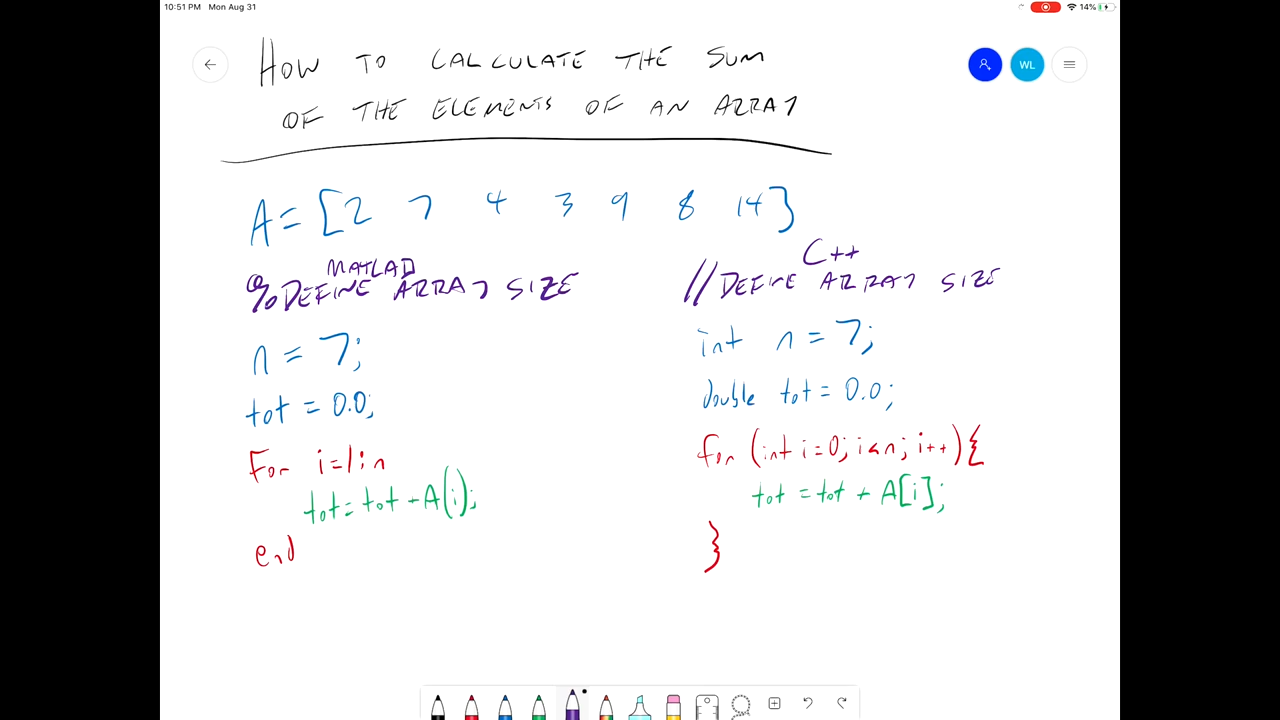 10:51 PM Mon Aug 31
14%
HOW TO CALCULATE THE SUM
OF THE ELEMENTS OF AN ARRAY
WL
A = [2 7 4 3 9 8 14]
MATLAB
% DEFINE ARRAY SIZE
n = 7;
tot = 0.0;
For i=1:n
tot = tot + A(i);
end
C++
// DEFINE ARRAY SIZE
int n = 7;
double tot = 0.0;
for (int i=0; i<n; i++) {
tot = tot + A[i];
}